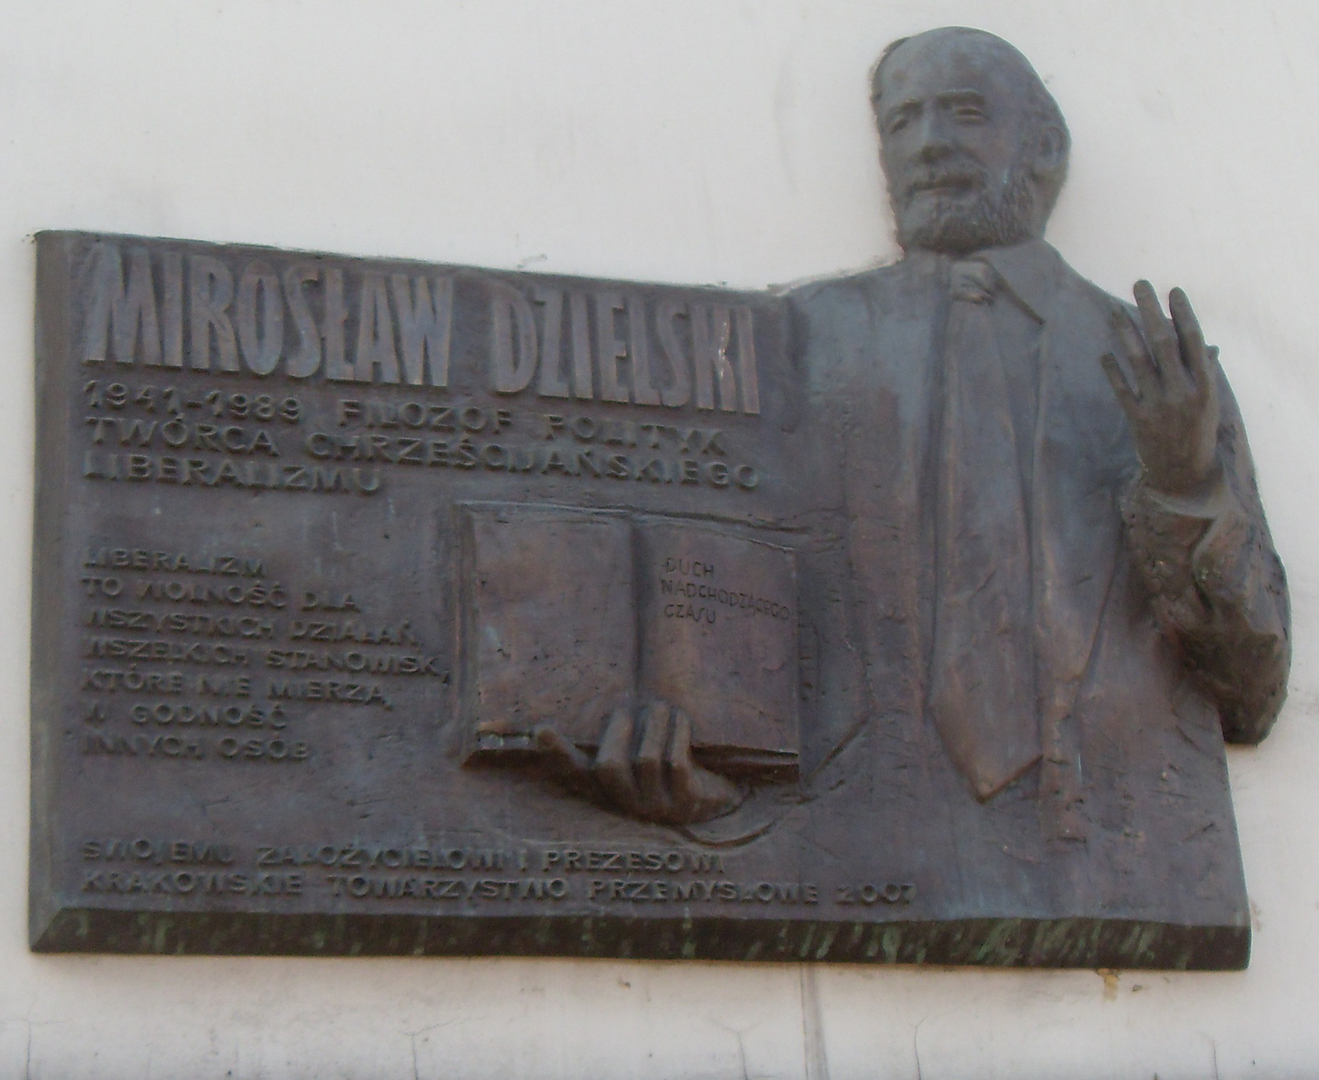 MIROSŁAW DZIELSKI
1941-1989 FILOZOF POLITYK
TWÓRCA CHRZEŚCIJAŃSKIEGO
LIBERALIZMU
LIBERALIZM
TO WOLNOŚĆ DLA
WSZYSTKICH DZIAŁAŃ,
WSZELKICH STANOWISK,
KTÓRE NIE MIERZĄ
W GODNOŚĆ
INNYCH OSÓB
DUCH
NADCHODZĄCEGO
CZASU
SWOJEMU ZAŁOŻYCIELOWI I PREZESOWI
KRAKOWSKIE TOWARZYSTWO PRZEMYSŁOWE 2007